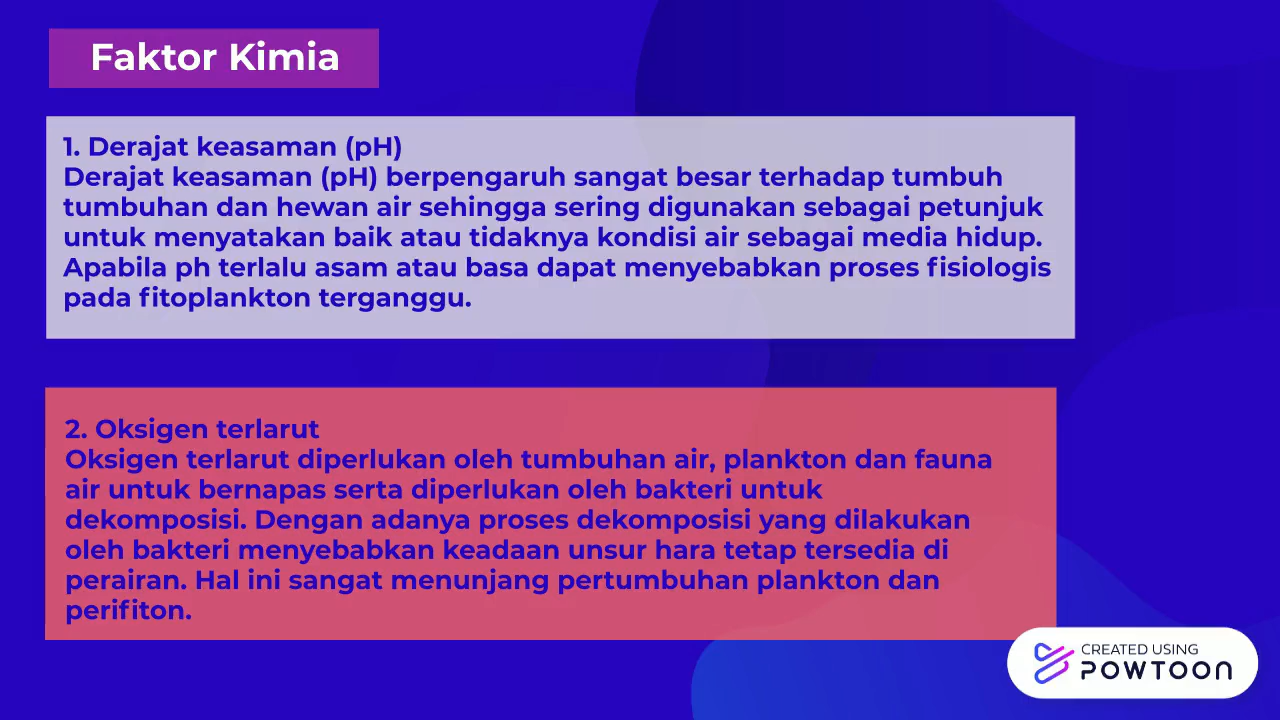 Faktor Kimia
1. Derajat keasaman (pH)
Derajat keasaman (pH) berpengaruh sangat besar terhadap tumbuh
tumbuhan dan hewan air sehingga sering digunakan sebagai petunjuk
untuk menyatakan baik atau tidaknya kondisi air sebagai media hidup.
Apabila ph terlalu asam atau basa dapat menyebabkan proses fisiologis
pada fitoplankton terganggu.
2. Oksigen terlarut
Oksigen terlarut diperlukan oleh tumbuhan air, plankton dan fauna
air untuk bernapas serta diperlukan oleh bakteri untuk
dekomposisi. Dengan adanya proses dekomposisi yang dilakukan
oleh bakteri menyebabkan keadaan unsur hara tetap tersedia di
perairan. Hal ini sangat menunjang pertumbuhan plankton dan
perifiton.
CREATED USING
POWTOON